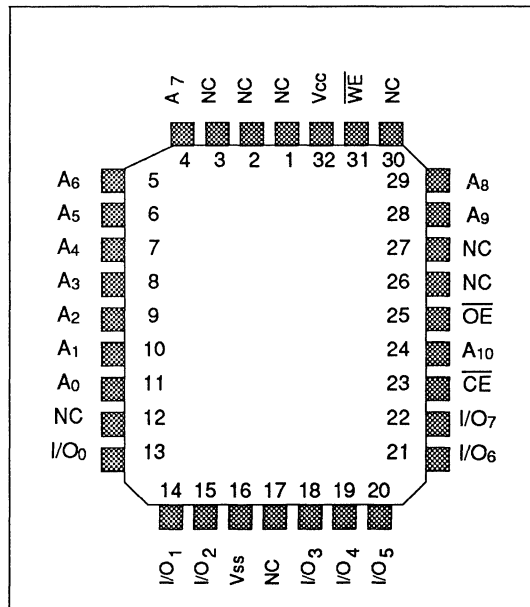 A7 NC NC NC Vcc W̅E̅ NC
4 3 2 1 32 31 30
A6 5 29 A8
A5 6 28 A9
A4 7 27 NC
A3 8 26 NC
A2 9 25 O̅E̅
A1 10 24 A10
A0 11 23 C̅E̅
NC 12 22 I/O7
I/O0 13 21 I/O6
14 15 16 17 18 19 20
I/O1 I/O2 Vss NC I/O3 I/O4 I/O5